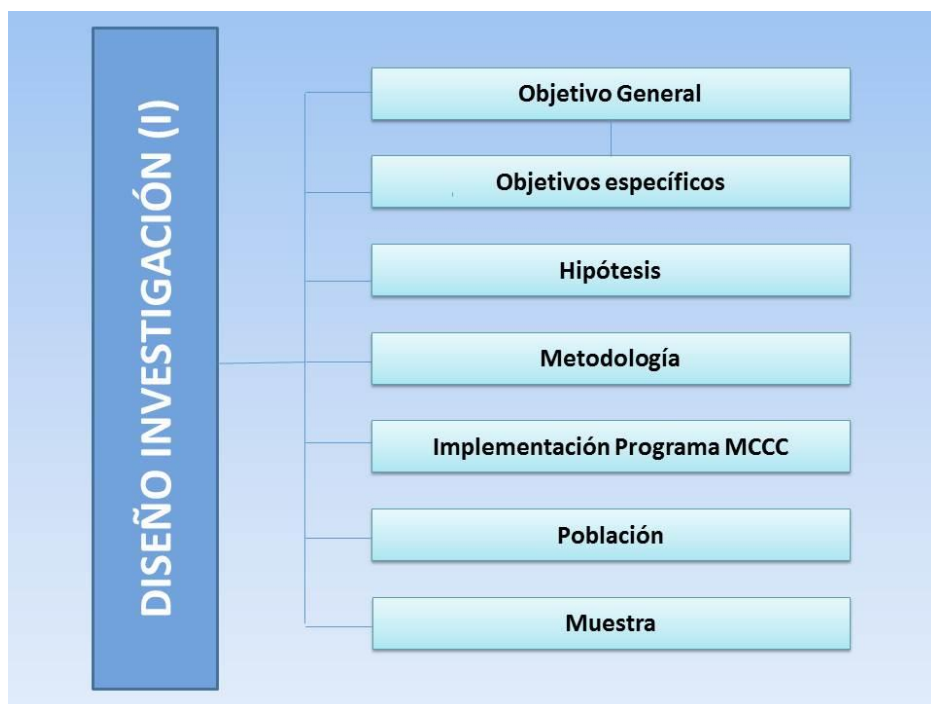 DISEÑO INVESTIGACIÓN (I)
Objetivo General
Objetivos específicos
Hipótesis
Metodología
Implementación Programa MCCC
Población
Muestra